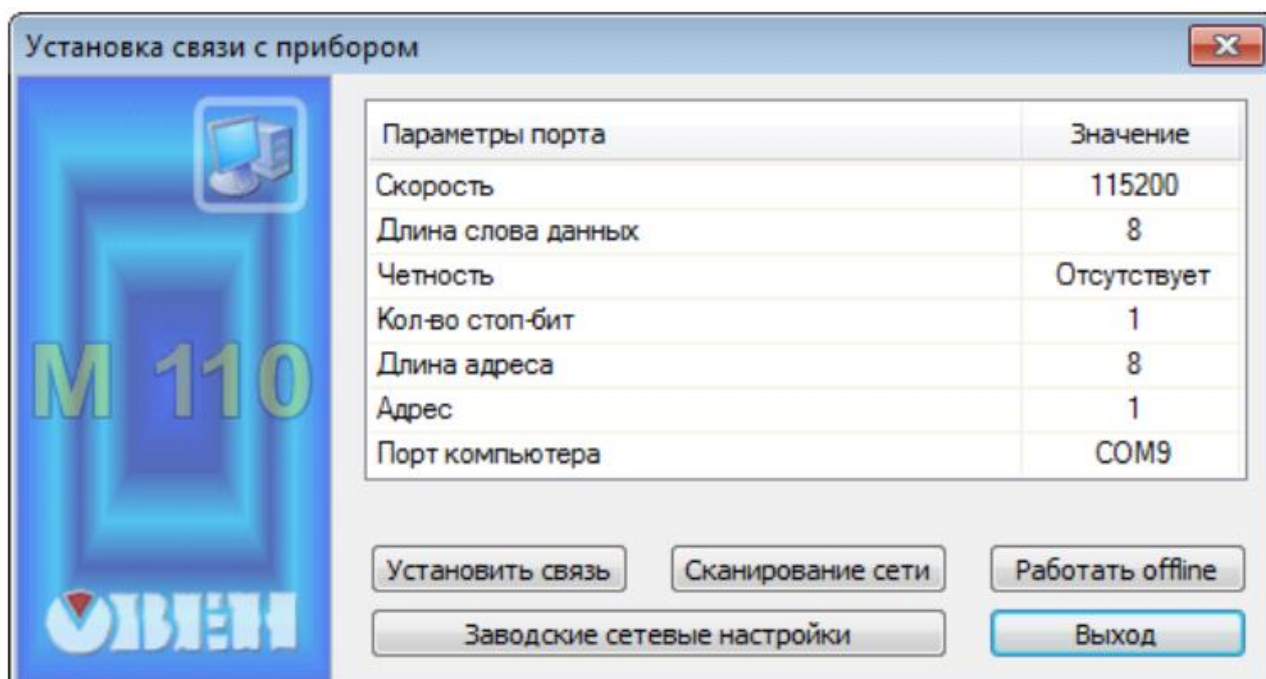 Установка связи с прибором
Параметры порта Значение
Скорость 115200
Длина слова данных 8
Четность Отсутствует
Кол-во стоп-бит 1
Длина адреса 8
Адрес 1
Порт компьютера COM9
М 110
Установить связь Сканирование сети Работать offline
ОВЕН Заводские сетевые настройки Выход